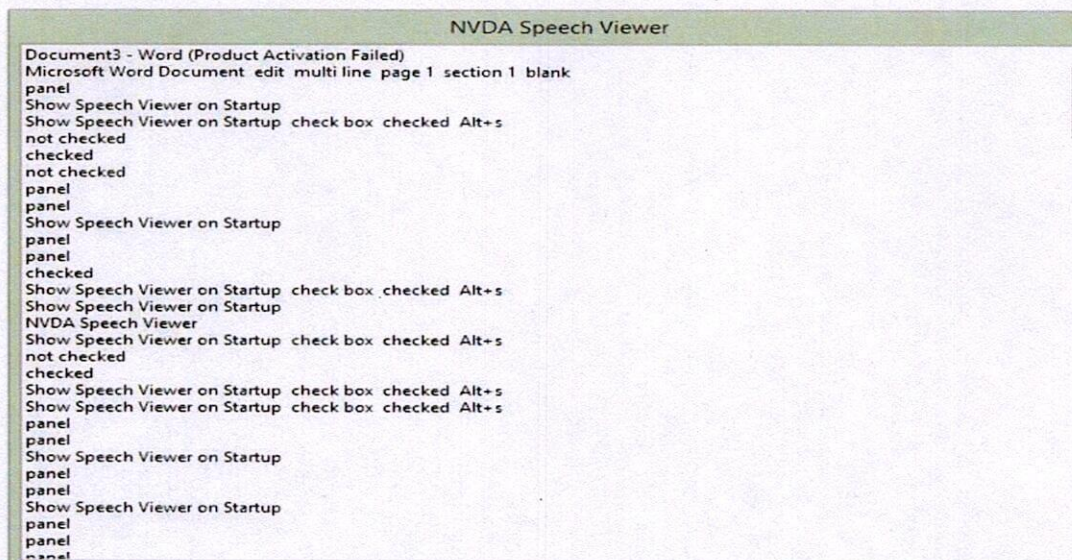 NVDA Speech Viewer
Document3 - Word (Product Activation Failed)
Microsoft Word Document  edit  multi line  page 1  section 1  blank
panel
Show Speech Viewer on Startup
Show Speech Viewer on Startup  check box  checked  Alt+s
not checked
checked
not checked
panel
panel
Show Speech Viewer on Startup
panel
panel
checked
Show Speech Viewer on Startup  check box  checked  Alt+s
Show Speech Viewer on Startup
NVDA Speech Viewer
Show Speech Viewer on Startup  check box  checked  Alt+s
not checked
checked
Show Speech Viewer on Startup  check box  checked  Alt+s
Show Speech Viewer on Startup  check box  checked  Alt+s
panel
panel
Show Speech Viewer on Startup
panel
panel
Show Speech Viewer on Startup
panel
panel
panel